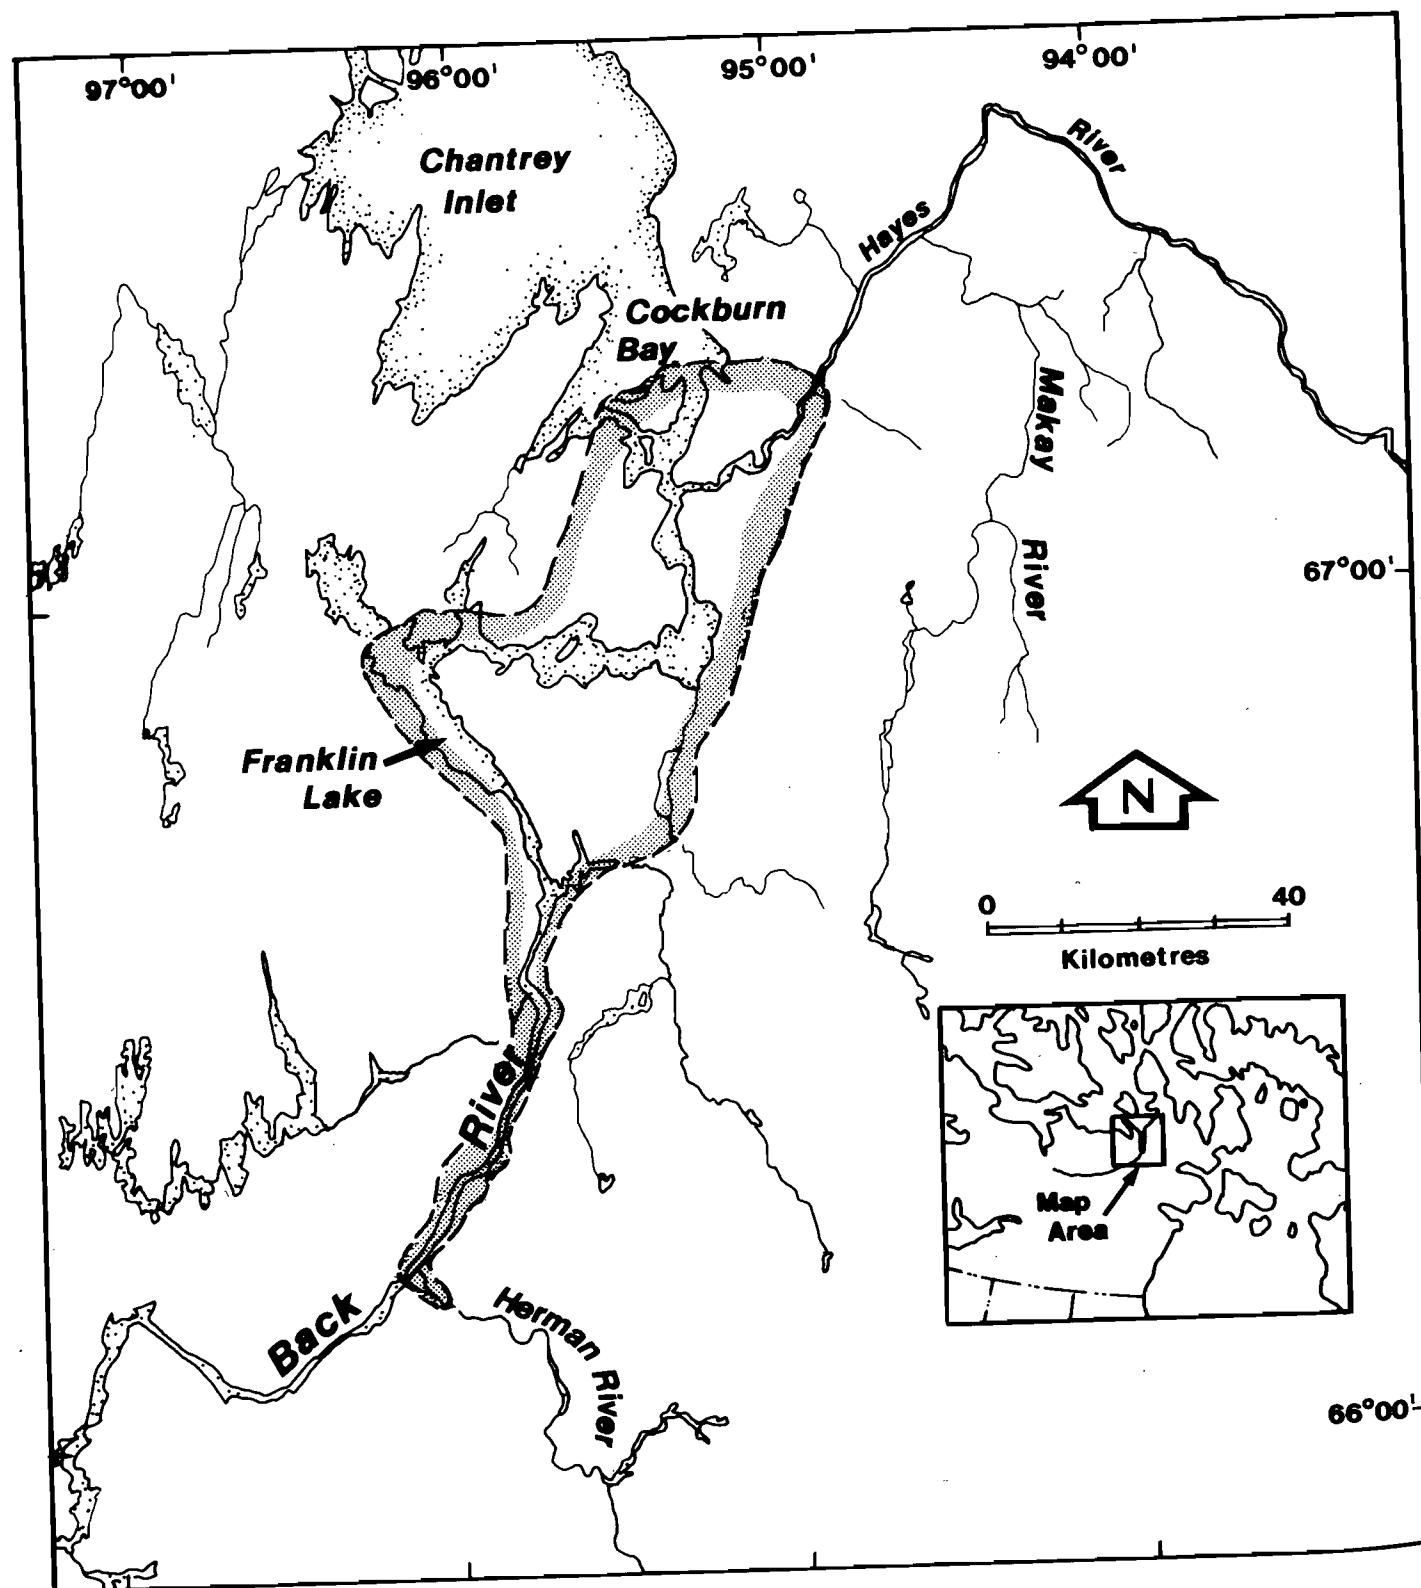 97°00'
96°00'
95°00'
94°00'
Chantrey
Inlet
River
Hayes
Cockburn
Bay
Makay
River
67°00'
Franklin
Lake
N
0 40
Kilometres
River
Back
Map
Area
Herman River
66°00'